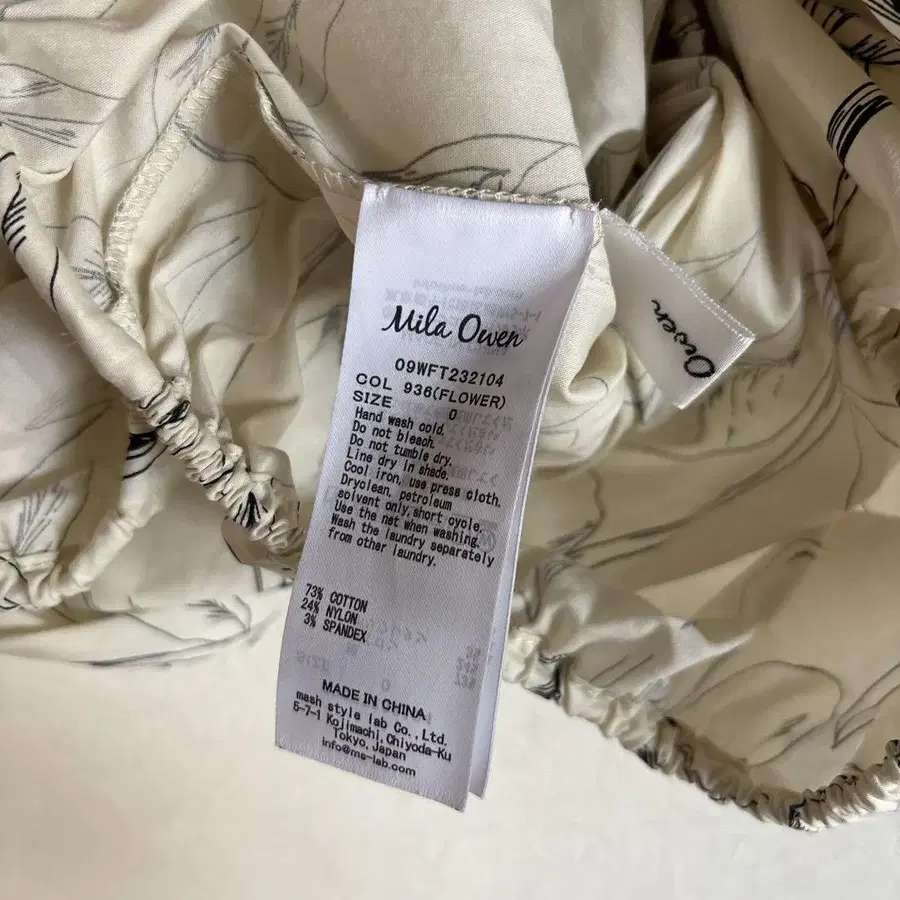 Mila Owen
09WFT232104
COL 936(FLOWER)
SIZE 0
Hand wash cold.
Do not bleach.
Do not tumble dry.
Line dry in shade.
Cool iron, use press cloth.
Dryclean, petroleum
solvent only,short cycle.
Use the net when washing.
Wash the laundry separately
from other laundry.
73% COTTON
24% NYLON
3% SPANDEX
MADE IN CHINA
mash style lab Co.,Ltd.
5-7-1 Kojimachi,Chiyoda-Ku
Tokyo,Japan
info@ms-lab.com
Owen